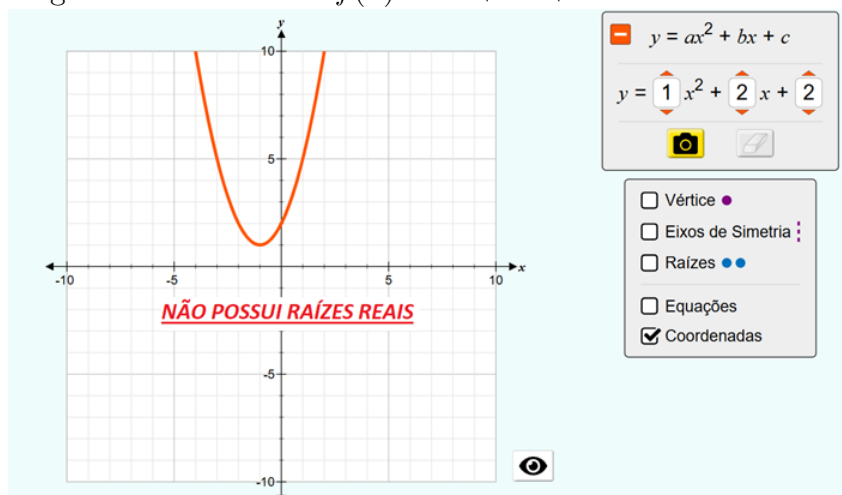 y
10
5
-10
-5
5
10
x
NÃO POSSUI RAÍZES REAIS
-5
-10
y = ax² + bx + c
y = 1 x² + 2 x + 2
Vértice
Eixos de Simetria
Raízes
Equações
Coordenadas